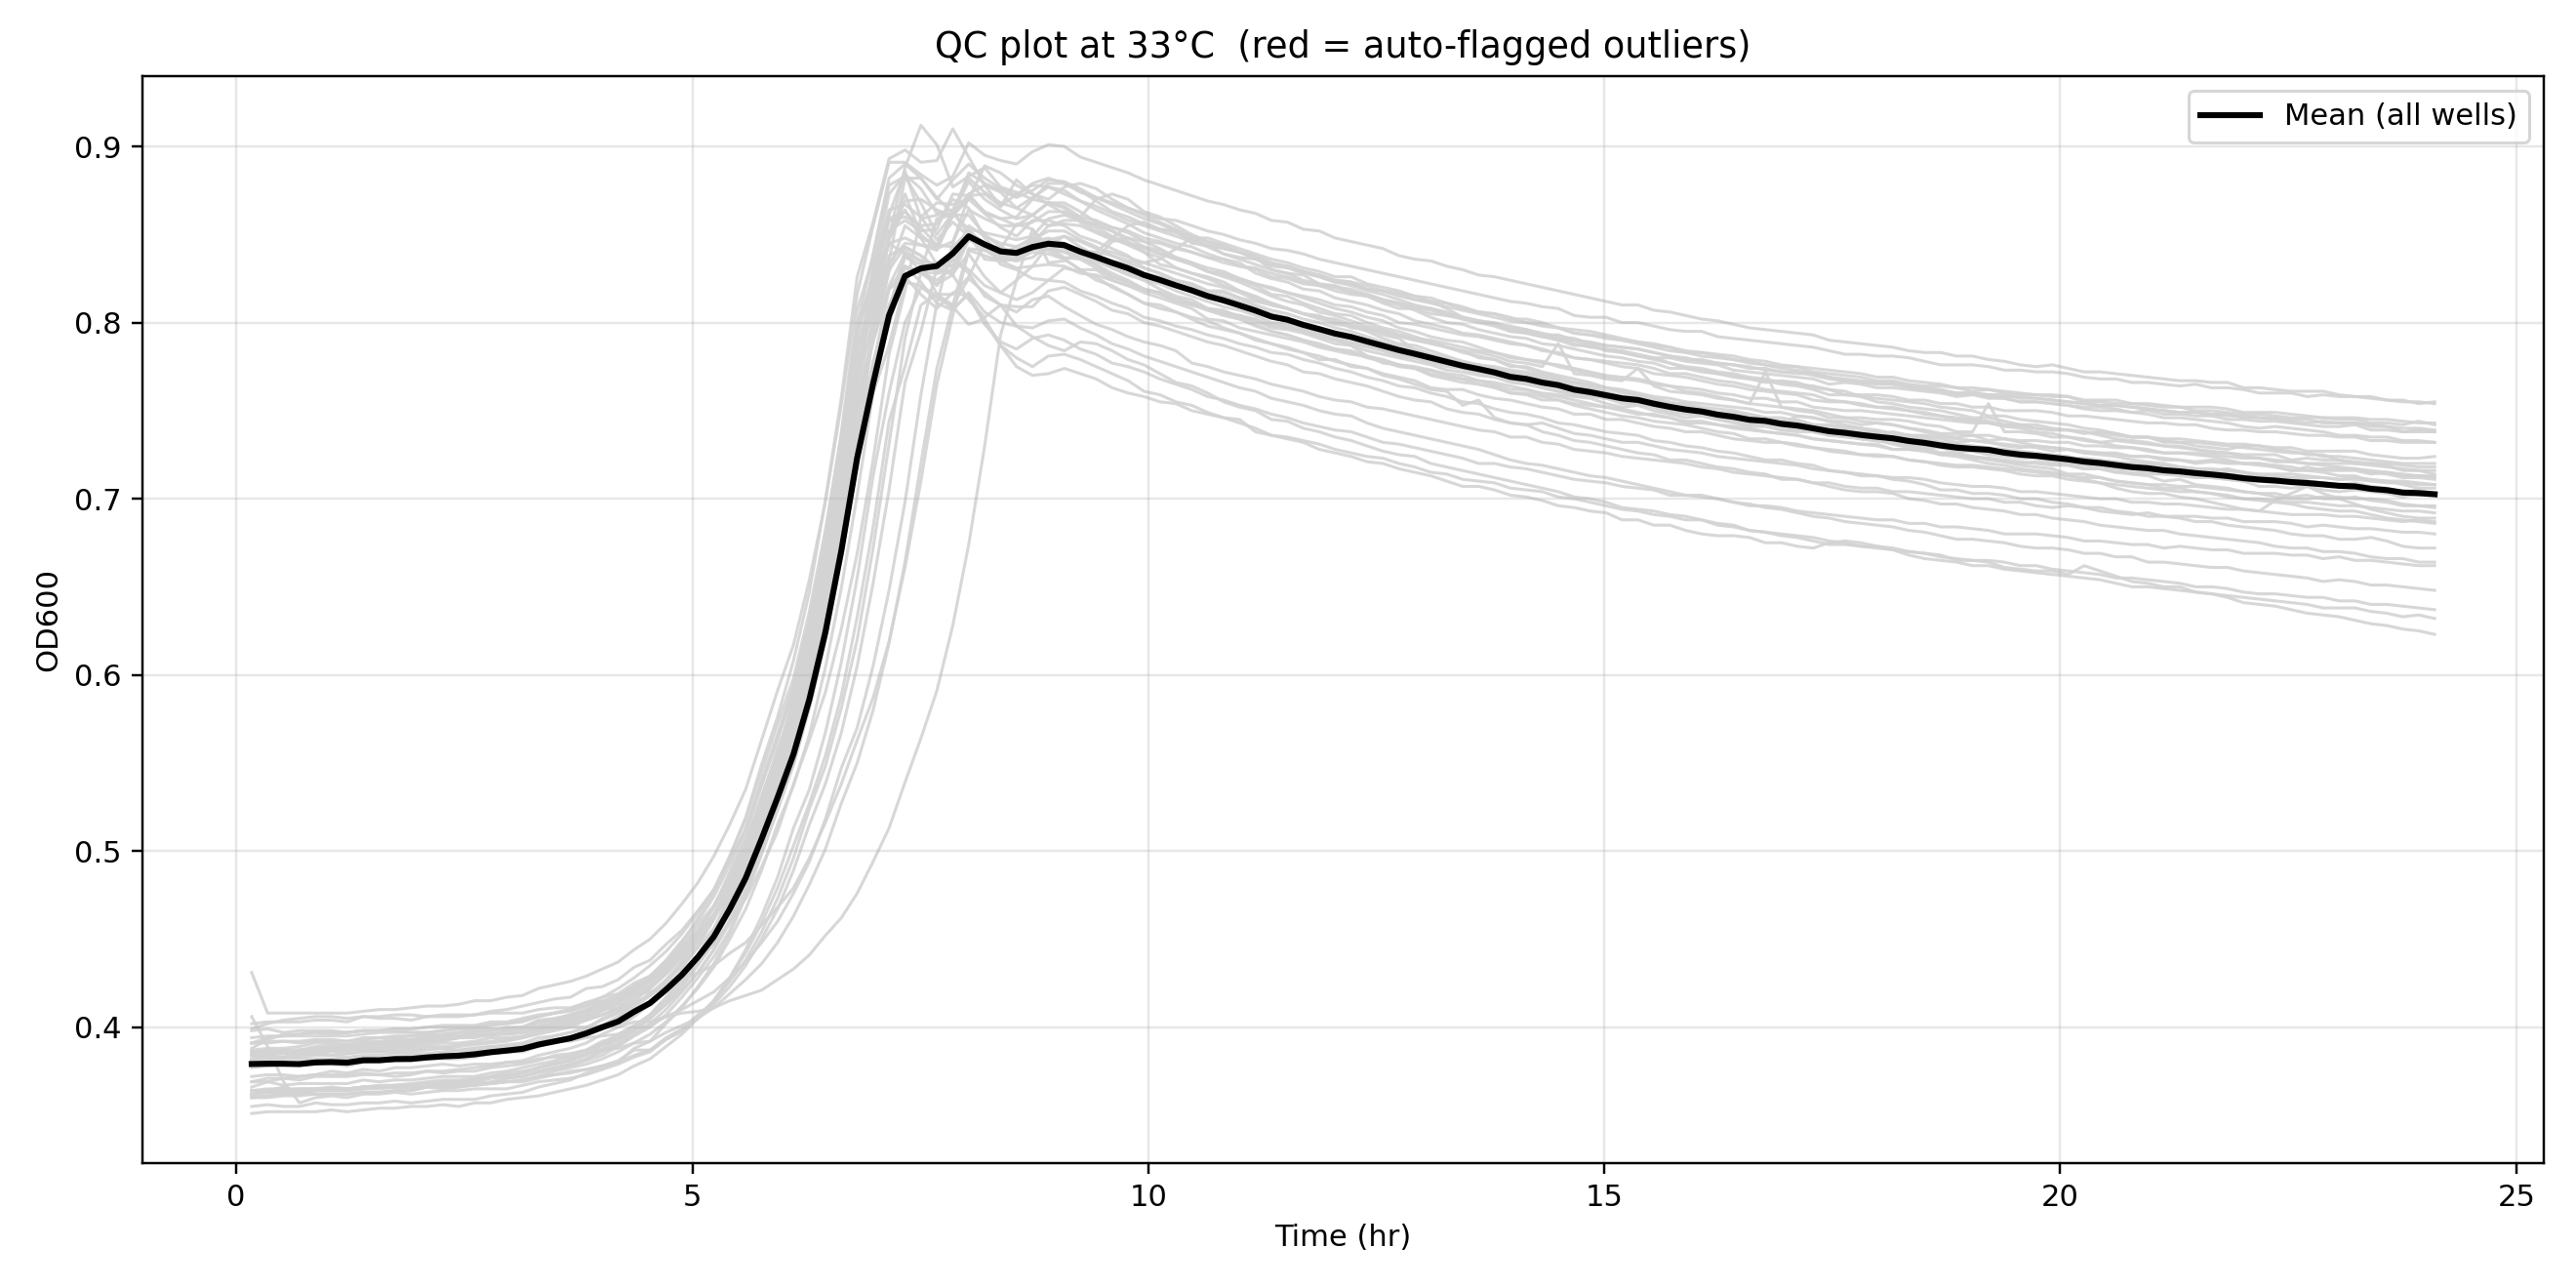 QC plot at 33°C  (red = auto-flagged outliers)
Mean (all wells)
0.9
0.8
0.7
0.6
0.5
0.4
OD600
0 5 10 15 20 25
Time (hr)